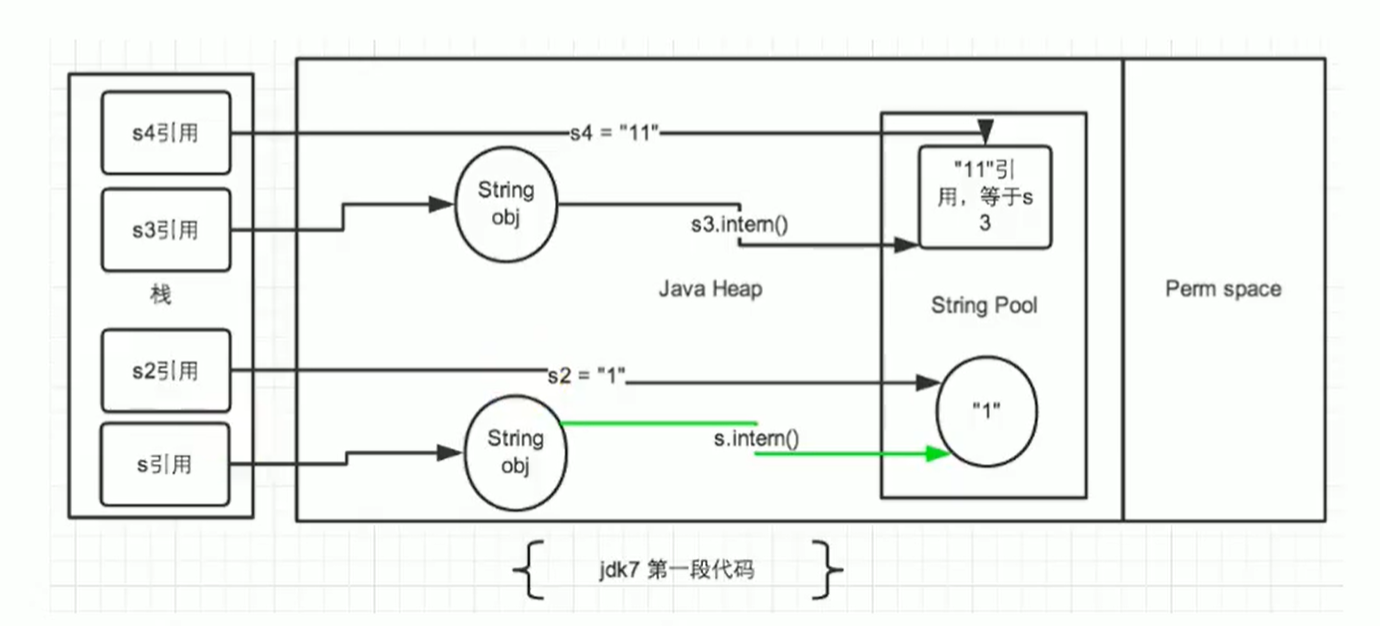 s4引用
s4 = "11"
"11"引
用，等于s
3
String
obj
s3引用
s3.intern()
栈
Java Heap
String Pool
Perm space
s2引用
s2 = "1"
"1"
String
obj
s.intern()
s引用
jdk7 第一段代码